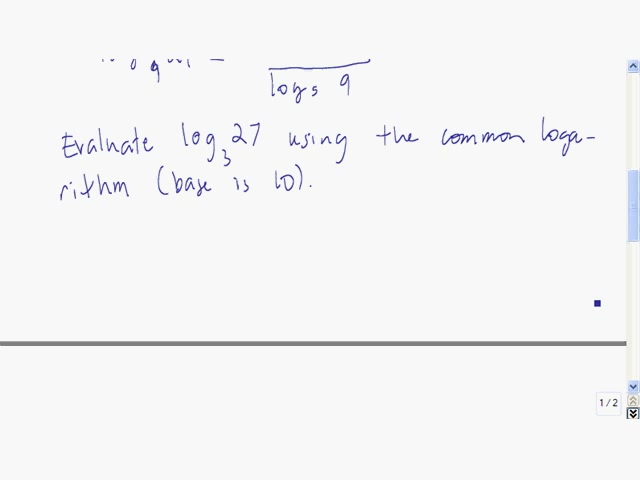 log₅ 9
Evaluate log₃27 using the common loga-
rithm (base is 10).
1 / 2